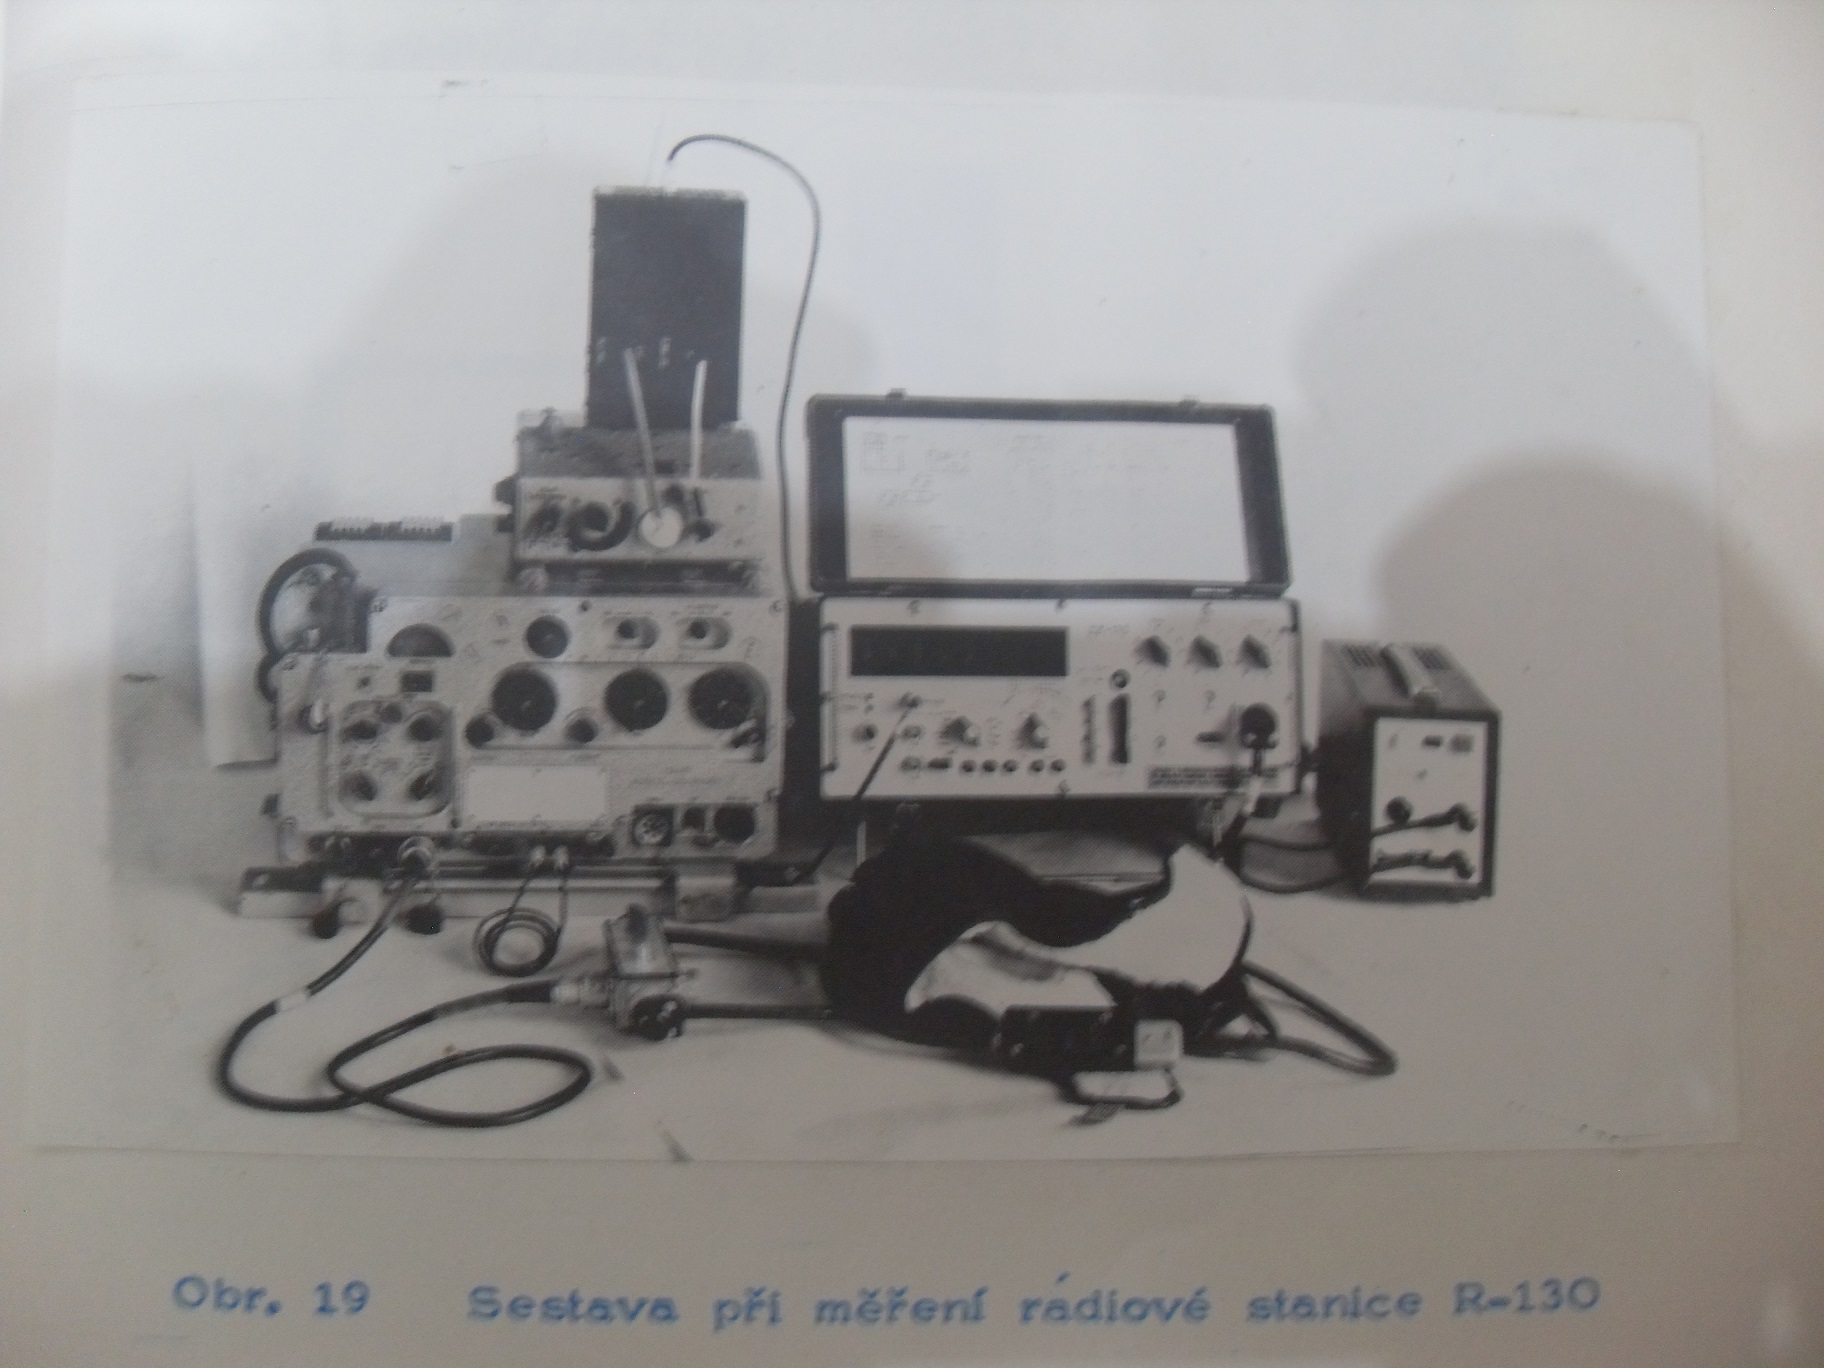 Obr. 19 Sestava při měření rádiové stanice R-130